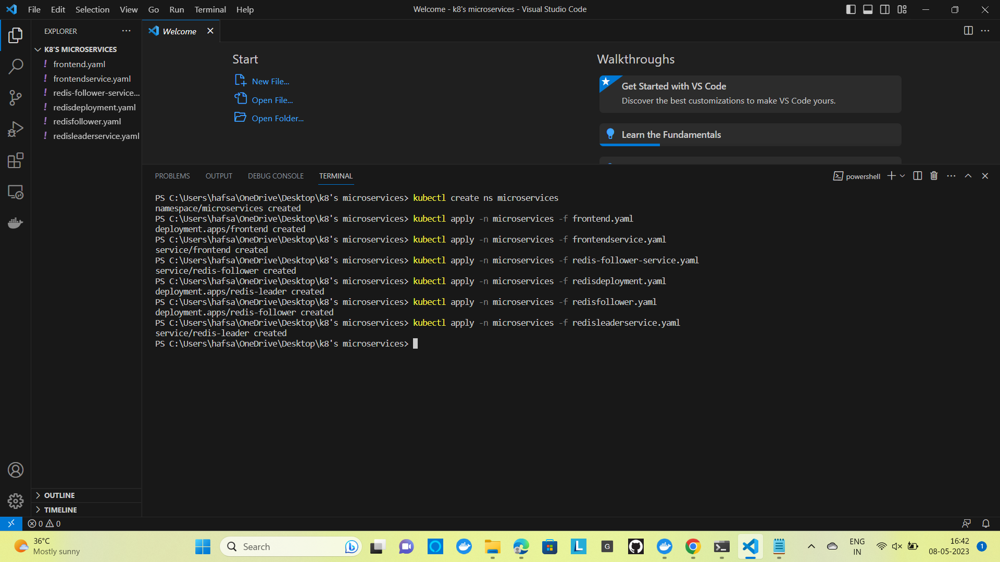 File Edit Selection View Go Run Terminal Help
Welcome - k8's microservices - Visual Studio Code
EXPLORER
K8'S MICROSERVICES
! frontend.yaml
! frontendservice.yaml
! redis-follower-service...
! redisdeployment.yaml
! redisfollower.yaml
! redisleaderservice.yaml
OUTLINE
TIMELINE
Welcome
Start
New File...
Open File...
Open Folder...
Walkthroughs
Get Started with VS Code
Discover the best customizations to make VS Code yours.
Learn the Fundamentals
PROBLEMS OUTPUT DEBUG CONSOLE TERMINAL
powershell
PS C:\Users\hafsa\OneDrive\Desktop\k8's microservices> kubectl create ns microservices
namespace/microservices created
PS C:\Users\hafsa\OneDrive\Desktop\k8's microservices> kubectl apply -n microservices -f frontend.yaml
deployment.apps/frontend created
PS C:\Users\hafsa\OneDrive\Desktop\k8's microservices> kubectl apply -n microservices -f frontendservice.yaml
service/frontend created
PS C:\Users\hafsa\OneDrive\Desktop\k8's microservices> kubectl apply -n microservices -f redis-follower-service.yaml
service/redis-follower created
PS C:\Users\hafsa\OneDrive\Desktop\k8's microservices> kubectl apply -n microservices -f redisdeployment.yaml
deployment.apps/redis-leader created
PS C:\Users\hafsa\OneDrive\Desktop\k8's microservices> kubectl apply -n microservices -f redisfollower.yaml
deployment.apps/redis-follower created
PS C:\Users\hafsa\OneDrive\Desktop\k8's microservices> kubectl apply -n microservices -f redisleaderservice.yaml
service/redis-leader created
PS C:\Users\hafsa\OneDrive\Desktop\k8's microservices>
0 0
36°C
Mostly sunny
Search
L
G
ENG
IN
16:42
08-05-2023
1